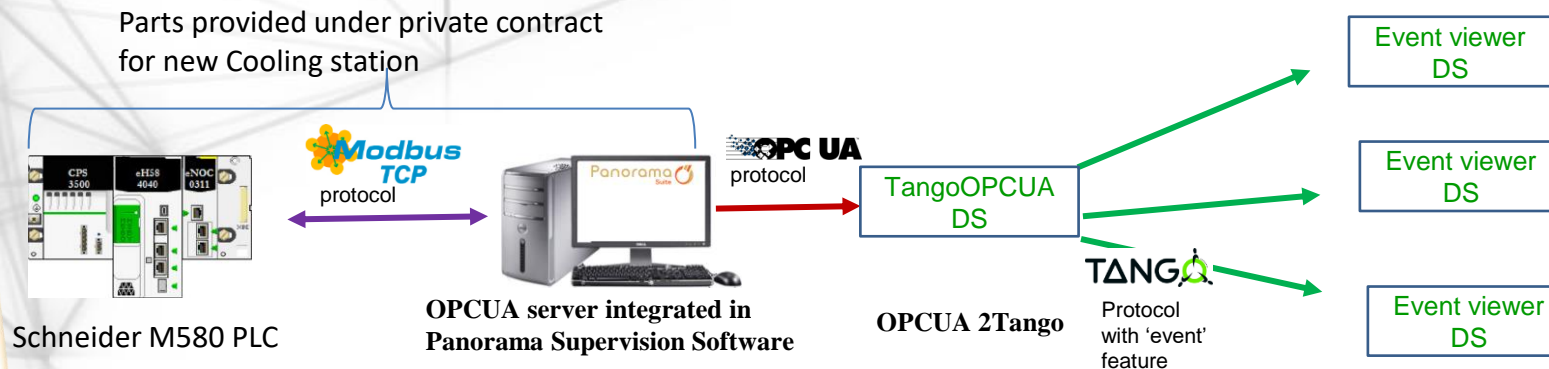 Parts provided under private contract
for new Cooling station
CPS
3500
eH58
4040
eNOC
0311
Modbus
TCP
protocol
Panorama
Suite
OPC UA
protocol
TangoOPCUA
DS
Event viewer
DS
Event viewer
DS
Event viewer
DS
TANGO
Protocol
with ‘event’
feature
Schneider M580 PLC
OPCUA server integrated in
Panorama Supervision Software
OPCUA 2Tango